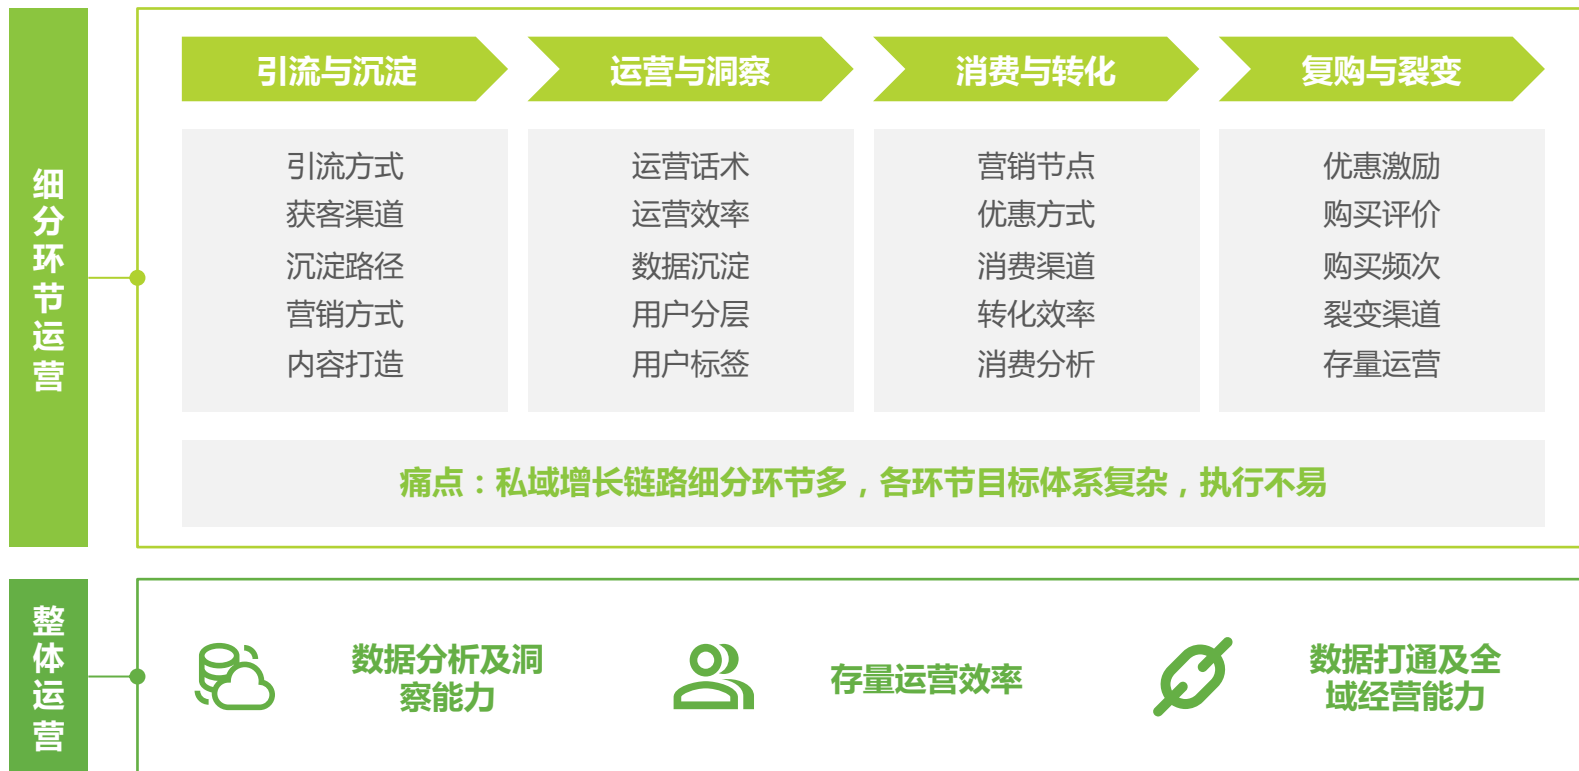 细分环节运营
引流与沉淀
运营与洞察
消费与转化
复购与裂变
引流方式
获客渠道
沉淀路径
营销方式
内容打造
运营话术
运营效率
数据沉淀
用户分层
用户标签
营销节点
优惠方式
消费渠道
转化效率
消费分析
优惠激励
购买评价
购买频次
裂变渠道
存量运营
痛点：私域增长链路细分环节多，各环节目标体系复杂，执行不易
整体运营
数据分析及洞
察能力
存量运营效率
数据打通及全
域经营能力